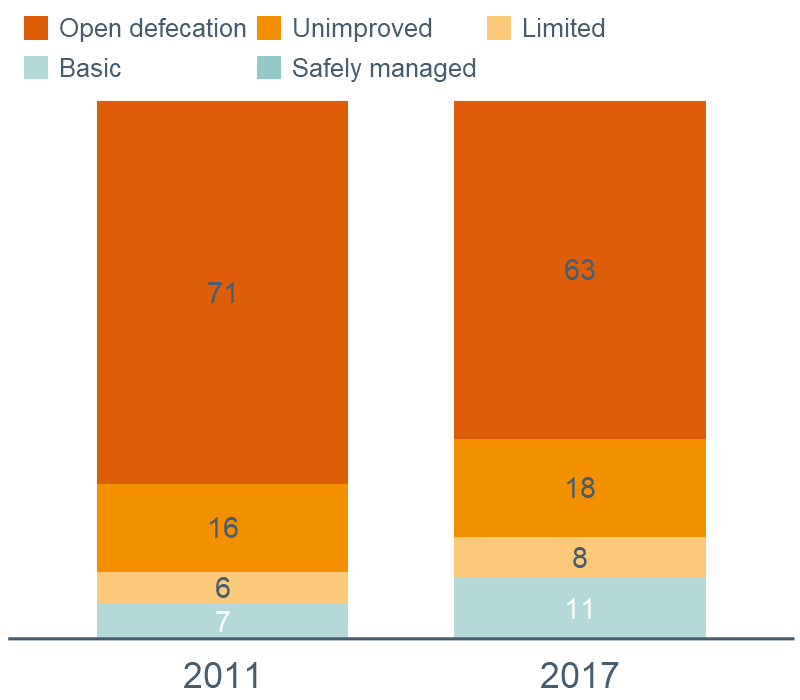 Open defecation Unimproved Limited
Basic Safely managed
71 63
16 18
6 8
7 11
2011 2017